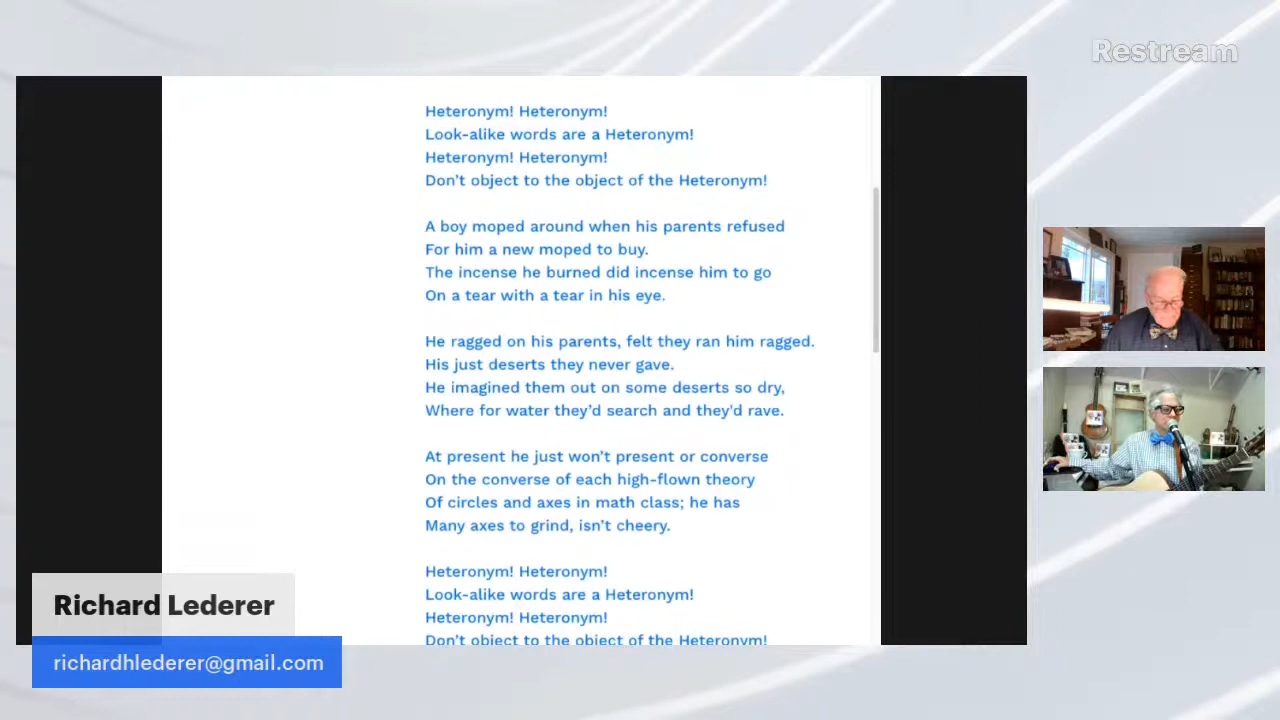 Restream
Heteronym! Heteronym!
Look-alike words are a Heteronym!
Heteronym! Heteronym!
Don’t object to the object of the Heteronym!
A boy moped around when his parents refused
For him a new moped to buy.
The incense he burned did incense him to go
On a tear with a tear in his eye.
He ragged on his parents, felt they ran him ragged.
His just deserts they never gave.
He imagined them out on some deserts so dry,
Where for water they’d search and they'd rave.
At present he just won’t present or converse
On the converse of each high-flown theory
Of circles and axes in math class; he has
Many axes to grind, isn’t cheery.
Heteronym! Heteronym!
Look-alike words are a Heteronym!
Heteronym! Heteronym!
Don’t object to the object of the Heteronym!
Richard Lederer
richardhlederer@gmail.com